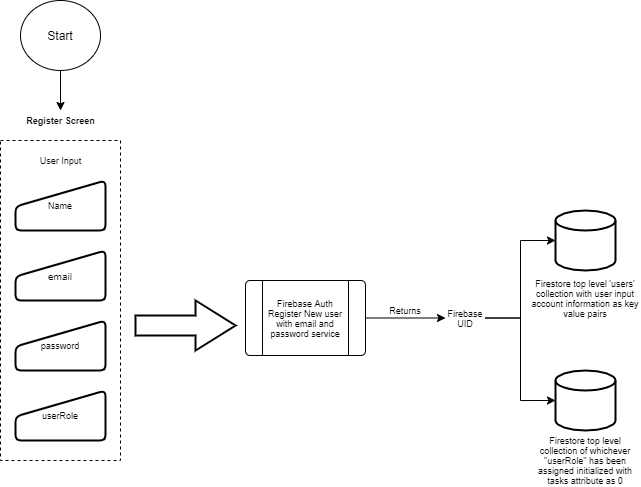 Start
Register Screen
User Input
Name
email
password
userRole
Firebase Auth
Register New user
with email and
password service
Returns
Firebase
UID
Firestore top level 'users'
collection with user input
account information as key
value pairs
Firestore top level
collection of whichever
"userRole" has been
assigned initialized with
tasks attribute as 0